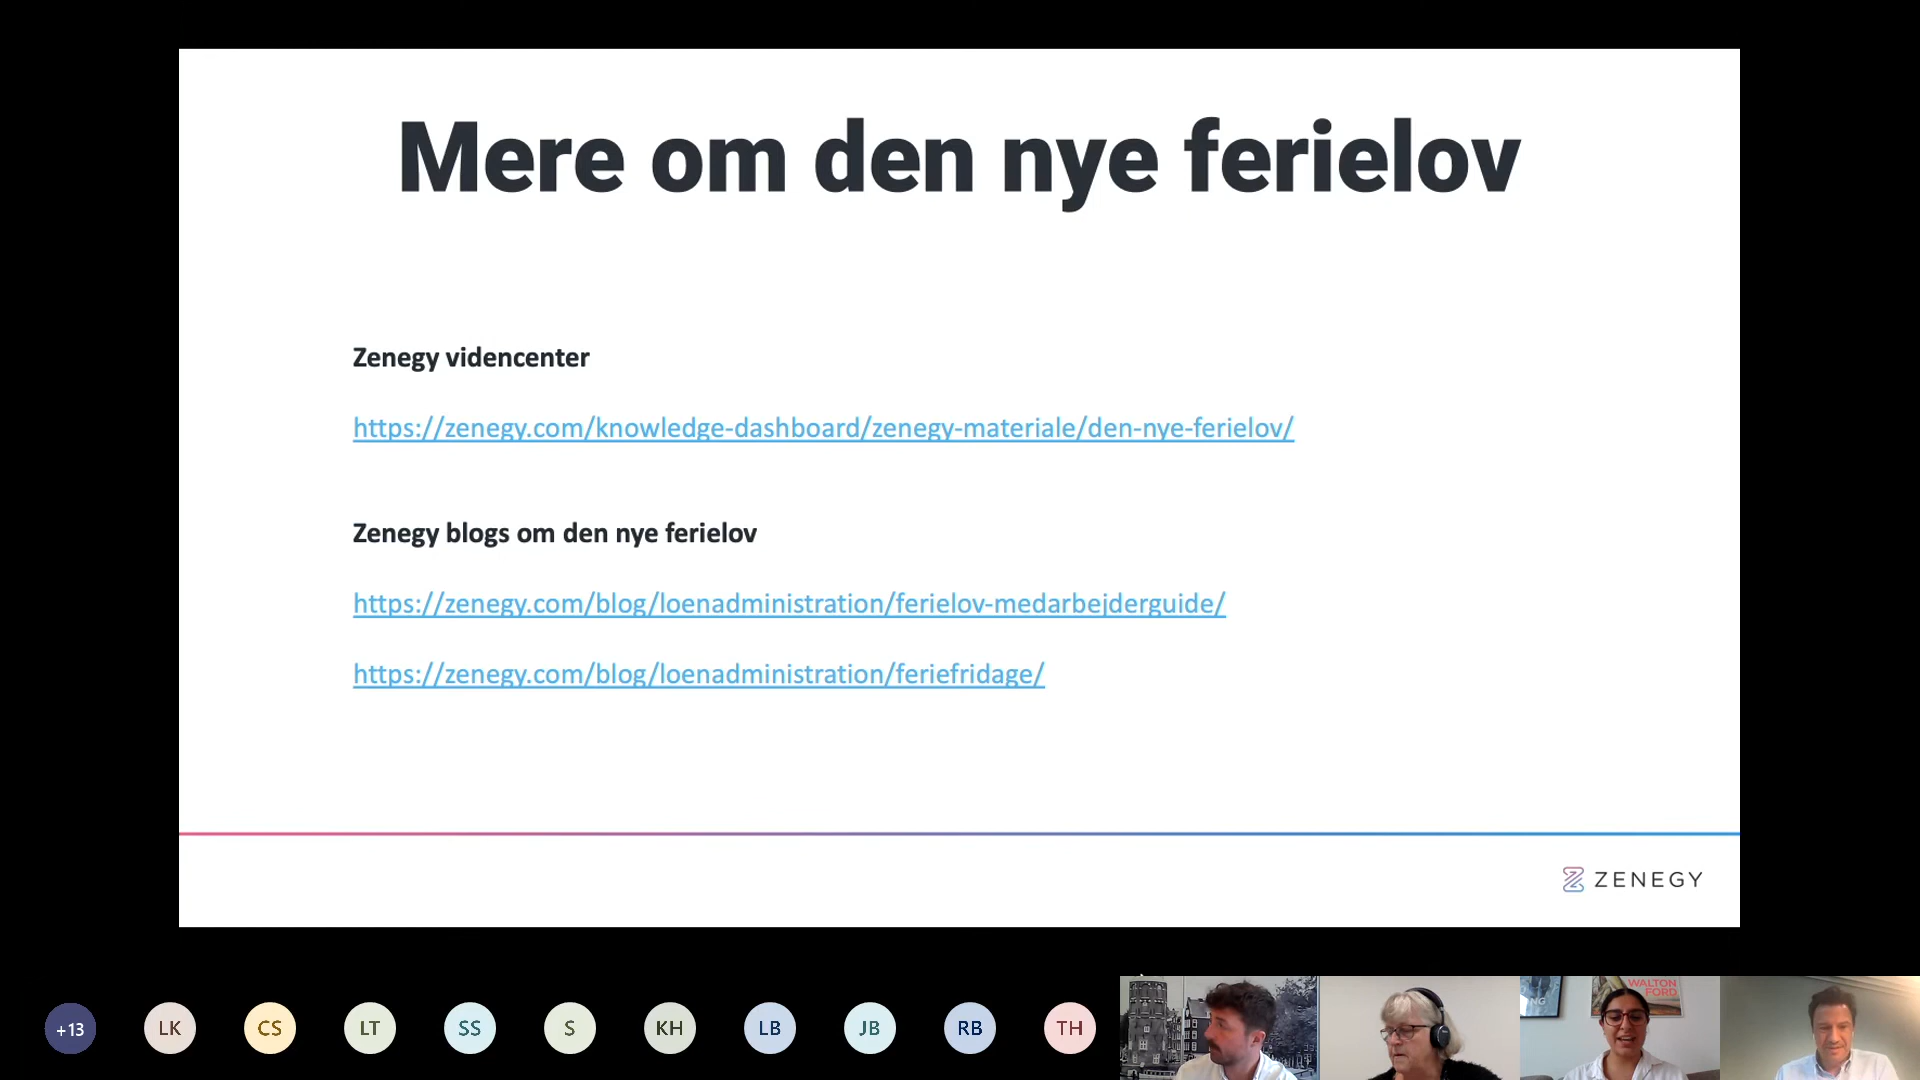 Mere om den nye ferielov
Zenegy videncenter
https://zenegy.com/knowledge-dashboard/zenegy-materiale/den-nye-ferielov/
Zenegy blogs om den nye ferielov
https://zenegy.com/blog/loenadministration/ferielov-medarbejderguide/
https://zenegy.com/blog/loenadministration/feriefridage/
ZENEGY
+13
LK
CS
LT
SS
S
KH
LB
JB
RB
TH
WALTON
FORD